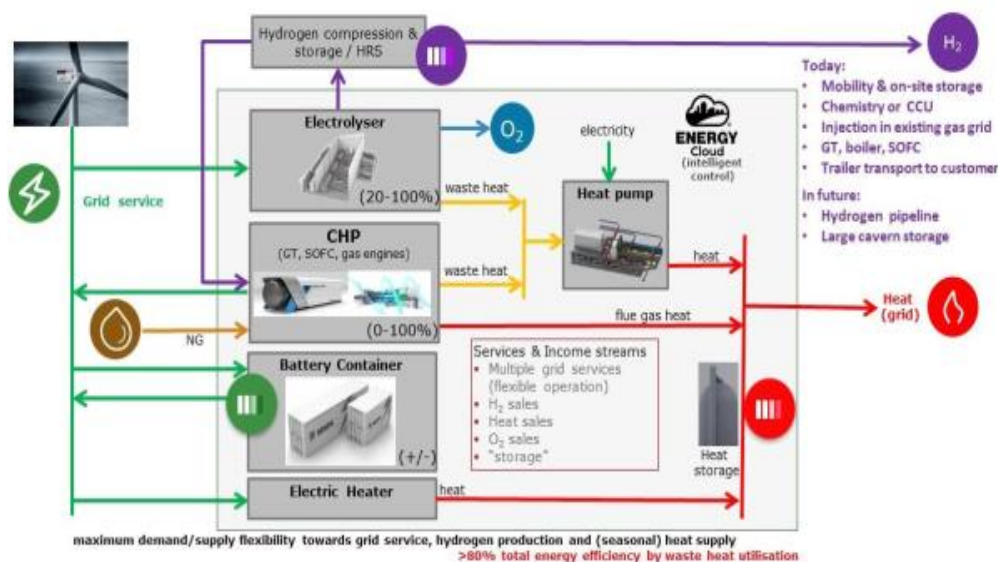 Hydrogen compression &
storage / HRS
H₂
Today:
• Mobility & on-site storage
• Chemistry or CCU
• Injection in existing gas grid
• GT, boiler, SOFC
• Trailer transport to customer
In future:
• Hydrogen pipeline
• Large cavern storage
Electrolyser
(20-100%)
O₂
electricity
ENERGY
Cloud
(intelligent
control)
Grid service
waste heat
Heat pump
CHP
(GT, SOFC, gas engines)
(0-100%)
waste heat
heat
Heat
(grid)
NG
flue gas heat
Battery Container
(+/-)
Services & Income streams
• Multiple grid services
(flexible operation)
• H₂ sales
• Heat sales
• O₂ sales
• "storage"
Heat
storage
Electric Heater
heat
maximum demand/supply flexibility towards grid service, hydrogen production and (seasonal) heat supply
>80% total energy efficiency by waste heat utilisation